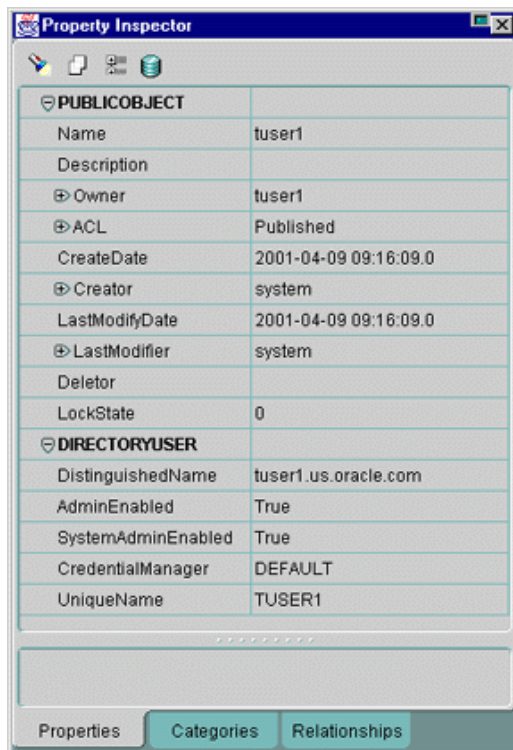 Property Inspector
PUBLICOBJECT
Name tuser1
Description
Owner tuser1
ACL Published
CreateDate 2001-04-09 09:16:09.0
Creator system
LastModifyDate 2001-04-09 09:16:09.0
LastModifier system
Deletor
LockState 0
DIRECTORYUSER
DistinguishedName tuser1.us.oracle.com
AdminEnabled True
SystemAdminEnabled True
CredentialManager DEFAULT
UniqueName TUSER1
Properties Categories Relationships